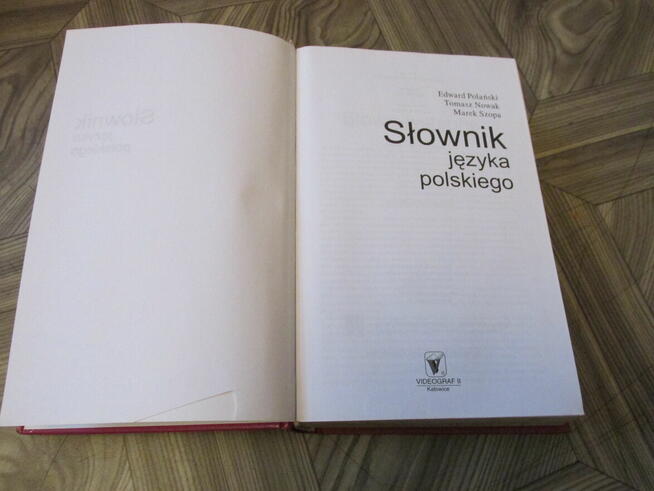 Edward Polański
Tomasz Nowak
Marek Szopa
Słownik
języka
polskiego
VIDEOGRAF II
Katowice